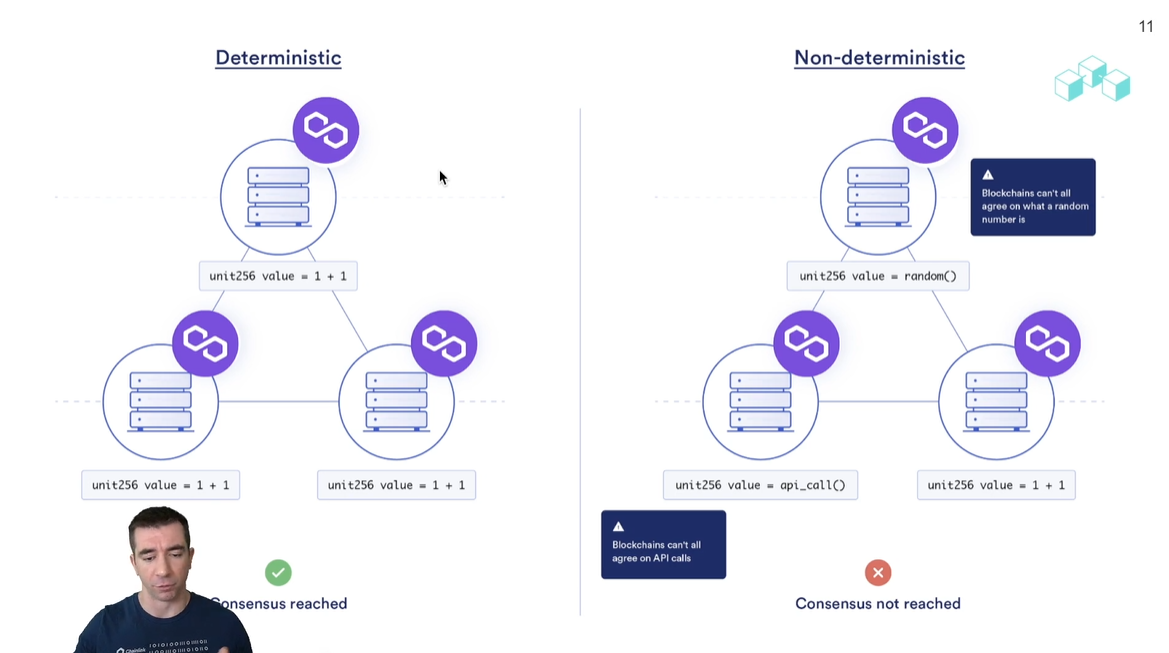 11
Deterministic
unit256 value = 1 + 1
unit256 value = 1 + 1
unit256 value = 1 + 1
Consensus reached
Non-deterministic
Blockchains can't all
agree on what a random
number is
unit256 value = random()
unit256 value = api_call()
unit256 value = 1 + 1
Blockchains can't all
agree on API calls
Consensus not reached
Chainlink